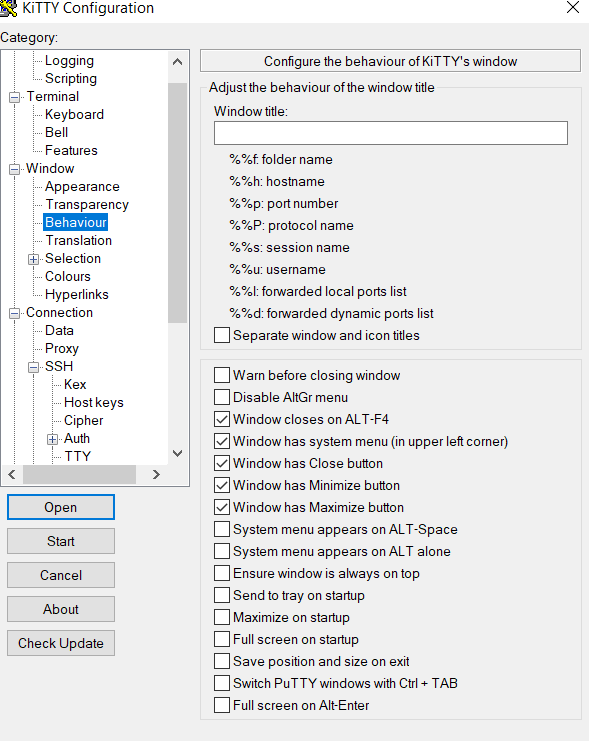 KiTTY Configuration
Category:
Logging
Scripting
Terminal
Keyboard
Bell
Features
Window
Appearance
Transparency
Behaviour
Translation
Selection
Colours
Hyperlinks
Connection
Data
Proxy
SSH
Kex
Host keys
Cipher
Auth
TTY
Open
Start
Cancel
About
Check Update
Configure the behaviour of KiTTY's window
Adjust the behaviour of the window title
Window title:
%%f: folder name
%%h: hostname
%%p: port number
%%P: protocol name
%%s: session name
%%u: username
%%l: forwarded local ports list
%%d: forwarded dynamic ports list
Separate window and icon titles
Warn before closing window
Disable AltGr menu
Window closes on ALT-F4
Window has system menu (in upper left corner)
Window has Close button
Window has Minimize button
Window has Maximize button
System menu appears on ALT-Space
System menu appears on ALT alone
Ensure window is always on top
Send to tray on startup
Maximize on startup
Full screen on startup
Save position and size on exit
Switch PuTTY windows with Ctrl + TAB
Full screen on Alt-Enter